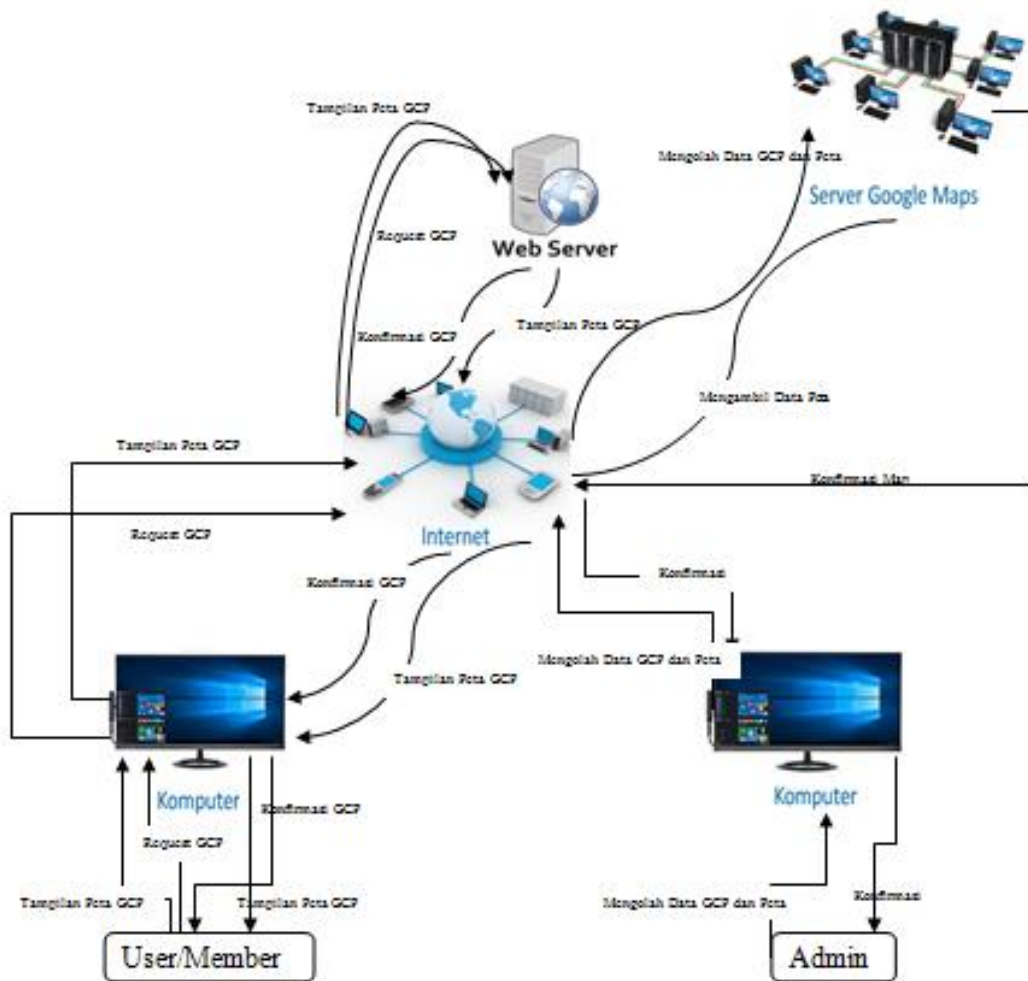 Tampilan Peta GCP
Mengolah Data GCP dan Peta
Server Google Maps
Request GCP
Web Server
Konfirmasi GCP
Tampilan Peta GCP
Mengambil Data Peta
Tampilan Peta GCP
Konfirmasi Map
Request GCP
Internet
Konfirmasi GCP
Konfirmasi
Mengolah Data GCP dan Peta
Tampilan Peta GCP
Komputer
Komputer
Konfirmasi GCP
Request GCP
Tampilan Peta GCP
Tampilan Peta GCP
Mengolah Data GCP dan Peta
Konfirmasi
User/Member
Admin